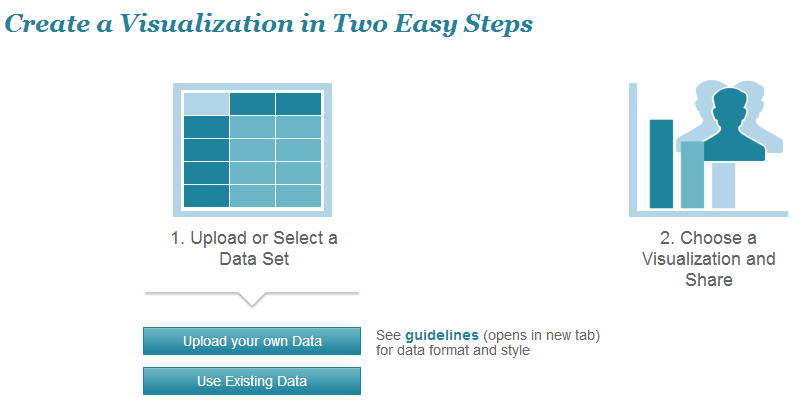 Create a Visualization in Two Easy Steps
1. Upload or Select a
Data Set
Upload your own Data
See guidelines (opens in new tab)
for data format and style
Use Existing Data
2. Choose a
Visualization and
Share